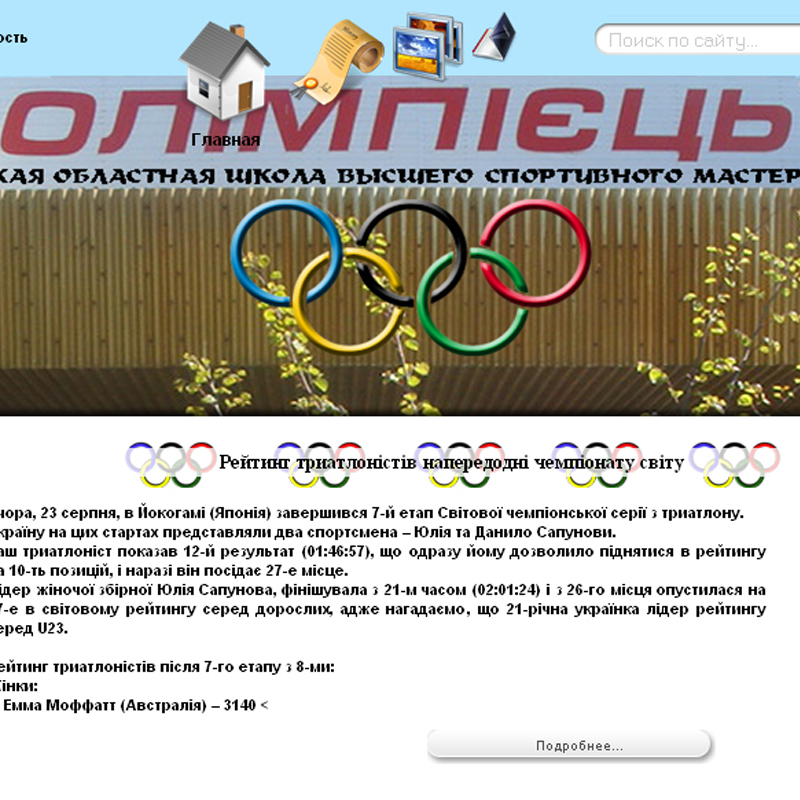 ость
Поиск по сайту...
ОЛІМПІЄЦЬ
Главная
КАЯ ОБЛАСТНАЯ ШКОЛА ВЫСШЕГО СПОРТИВНОГО МАСТЕР
Рейтинг триатлоністів напередодні чемпіонату світу
чора, 23 серпня, в Йокогамі (Японія) завершився 7-й етап Світової чемпіонської серії з триатлону.
країну на цих стартах представляли два спортсмена – Юлія та Данило Сапунови.
аш триатлоніст показав 12-й результат (01:46:57), що одразу йому дозволило піднятися в рейтингу
а 10-ть позицій, і наразі він посідає 27-е місце.
ідер жіночої збірної Юлія Сапунова, фінішувала з 21-м часом (02:01:24) і з 26-го місця опустилася на
7-е в світовому рейтингу серед дорослих, адже нагадаємо, що 21-річна українка лідер рейтингу
еред U23.
ейтинг триатлоністів після 7-го етапу з 8-ми:
інки:
Емма Моффатт (Австралія) – 3140 <
Подробнее...